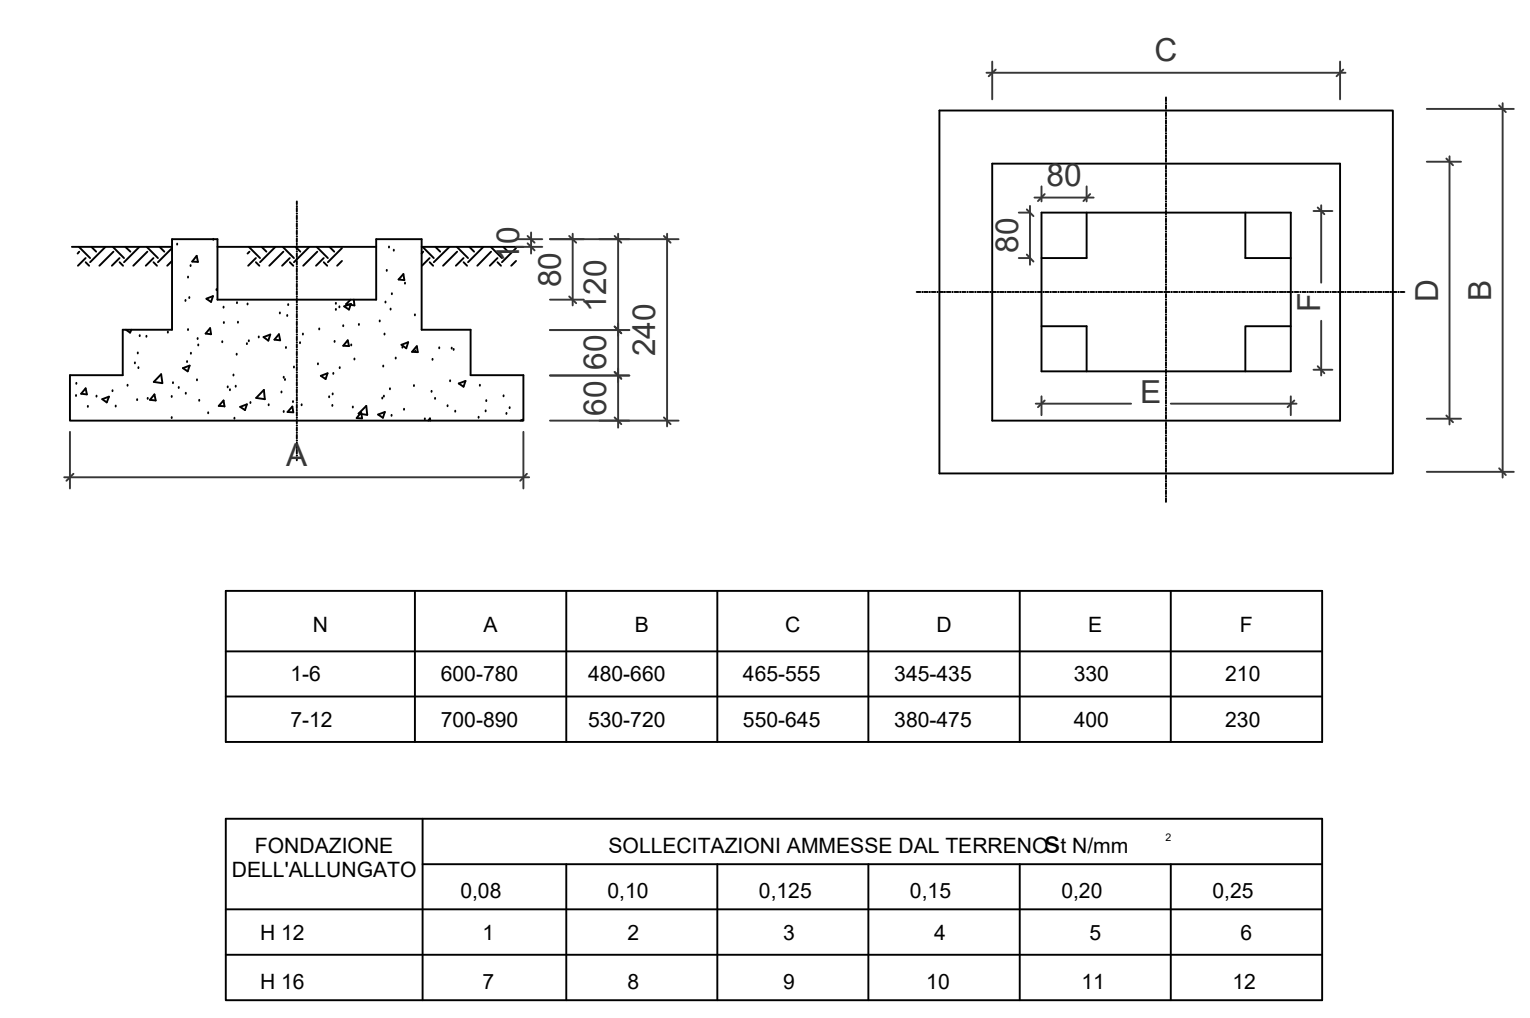 C
80
80
F
E
D
B
10
80
120
60
60
240
A
N A B C D E F
1-6 600-780 480-660 465-555 345-435 330 210
7-12 700-890 530-720 550-645 380-475 400 230
FONDAZIONE
DELL'ALLUNGATO
SOLLECITAZIONI AMMESSE DAL TERRENO St N/mm 2
0,08 0,10 0,125 0,15 0,20 0,25
H 12 1 2 3 4 5 6
H 16 7 8 9 10 11 12